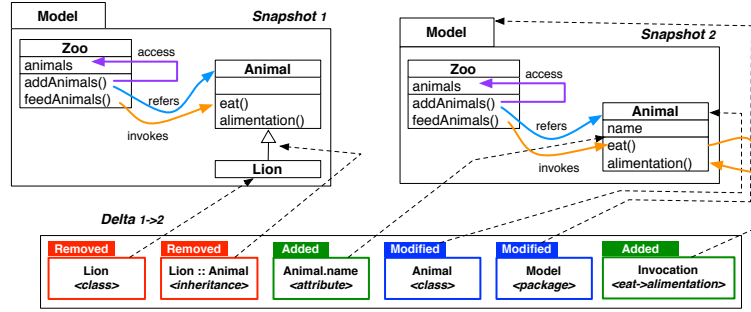 Model
Snapshot 1
Zoo
animals
addAnimals()
feedAnimals()
access
refers
invokes
Animal
eat()
alimentation()
Lion
Model
Snapshot 2
Zoo
animals
addAnimals()
feedAnimals()
access
refers
invokes
Animal
name
eat()
alimentation()
Delta 1->2
Removed
Lion
<class>
Removed
Lion :: Animal
<inheritance>
Added
Animal.name
<attribute>
Modified
Animal
<class>
Modified
Model
<package>
Added
Invocation
<eat->alimentation>